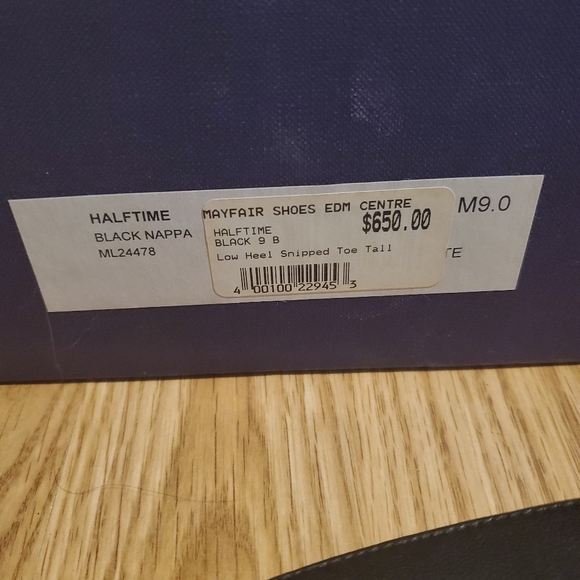 HALFTIME
BLACK NAPPA
ML24478
MAYFAIR SHOES EDM CENTRE
$650.00
HALFTIME
BLACK 9 B
Low Heel Snipped Toe Tall
4 00100 22945 3
M9.0
TE